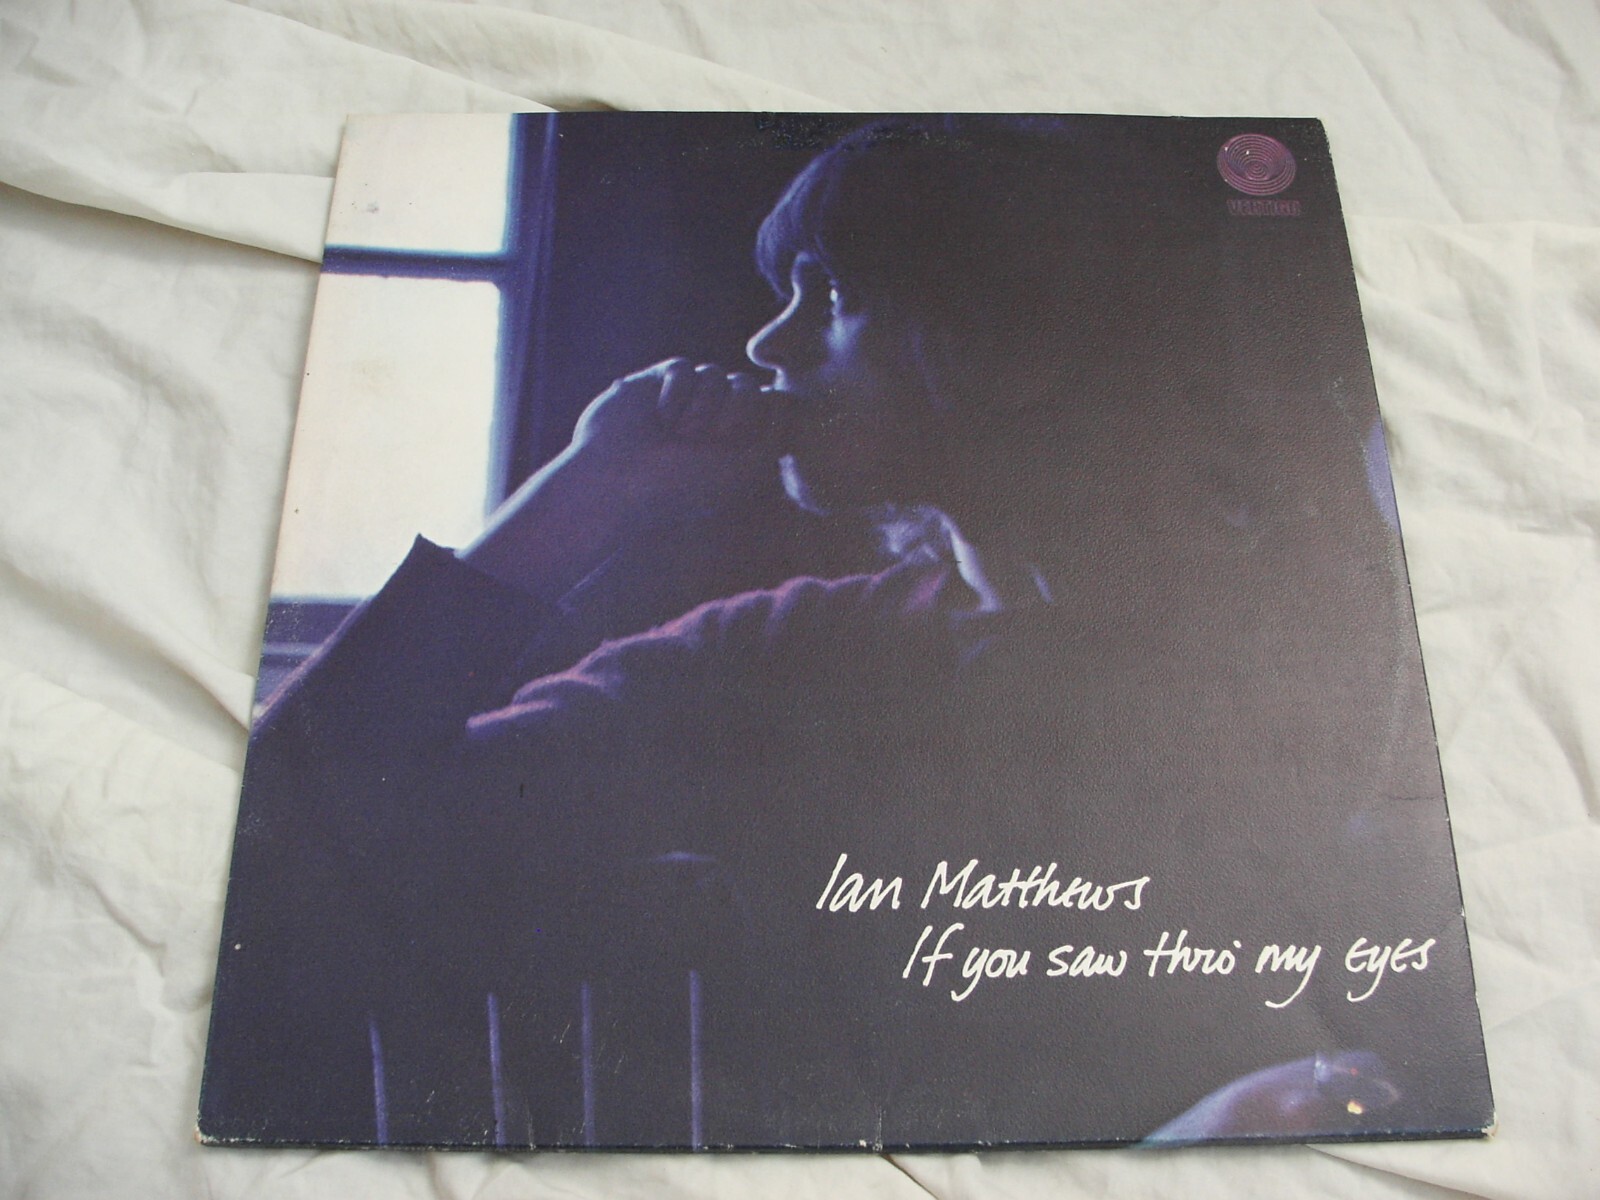 VERTIGO
Ian Matthews
If you saw thro' my eyes